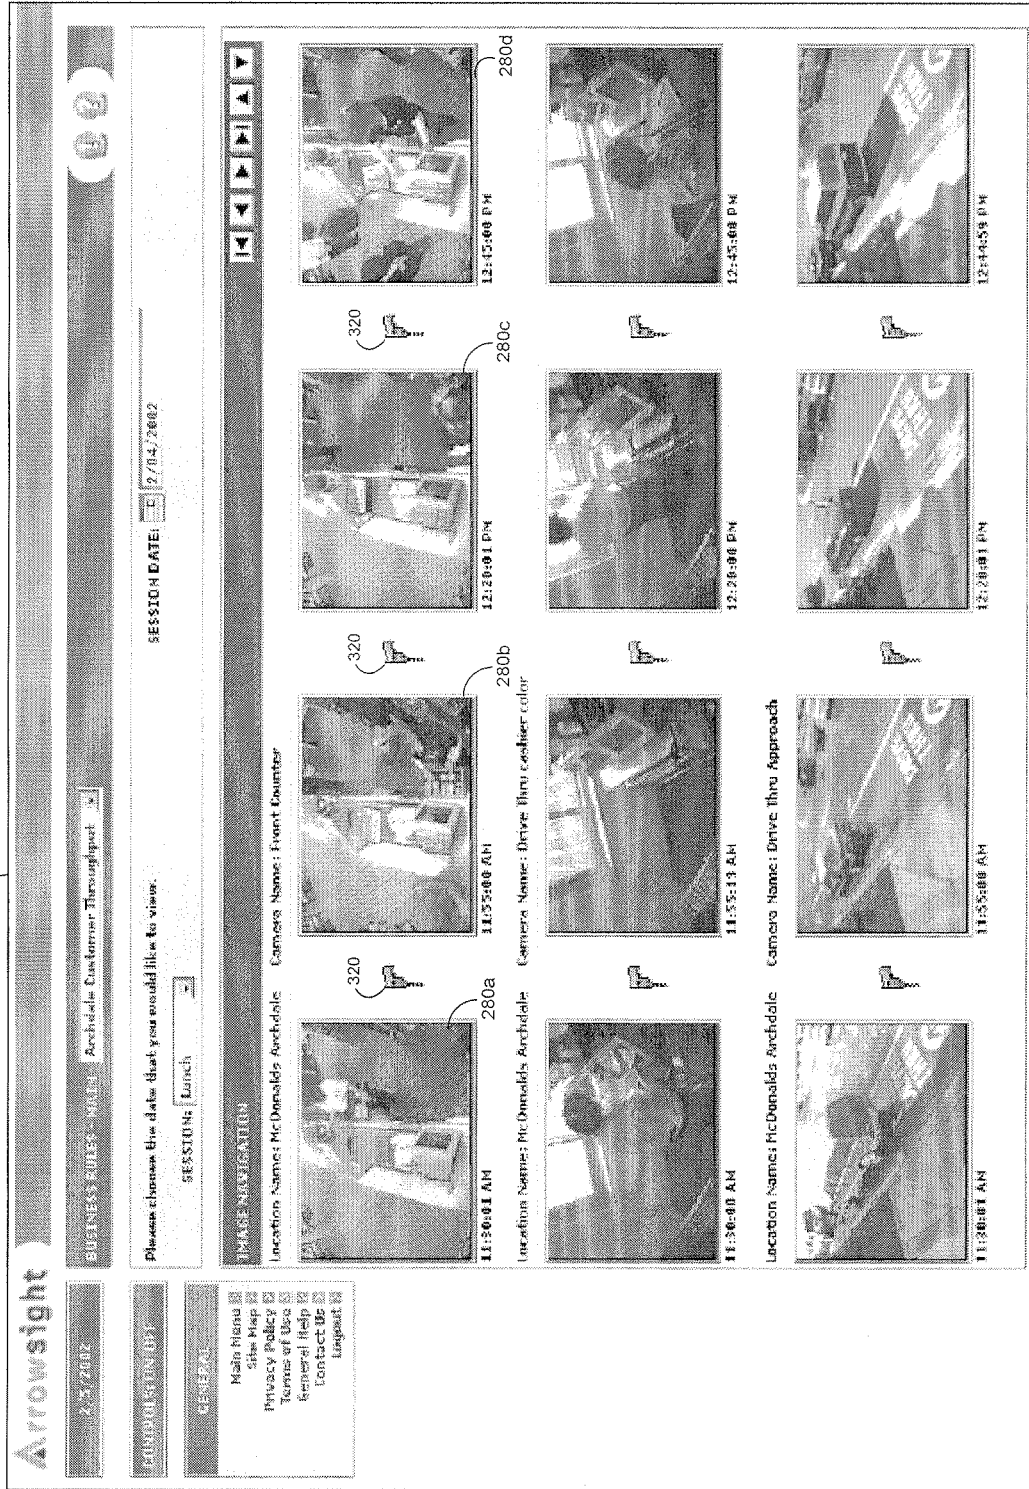 Arrowsight
2/5/2002
GENERAL
Main Menu
Site Map
Privacy Policy
Terms of Use
General Help
Contact Us
Logout
Archdale Customer Throughput
Please choose the date that you would like to view.
SESSION: Lunch
SESSION DATE: 2/04/2002
IMAGE NAVIGATION
Location Name: McDonalds Archdale Camera Name: Front Counter
320
320
320
280a
280b
280c
280d
11:30:01 AM
11:55:00 AM
12:20:01 PM
12:45:00 PM
Location Name: McDonalds Archdale Camera Name: Drive Thru cashier color
11:30:00 AM
11:55:13 AM
12:20:00 PM
12:45:00 PM
Location Name: McDonalds Archdale Camera Name: Drive Thru Approach
11:30:01 AM
11:55:00 AM
12:20:01 PM
12:44:59 PM